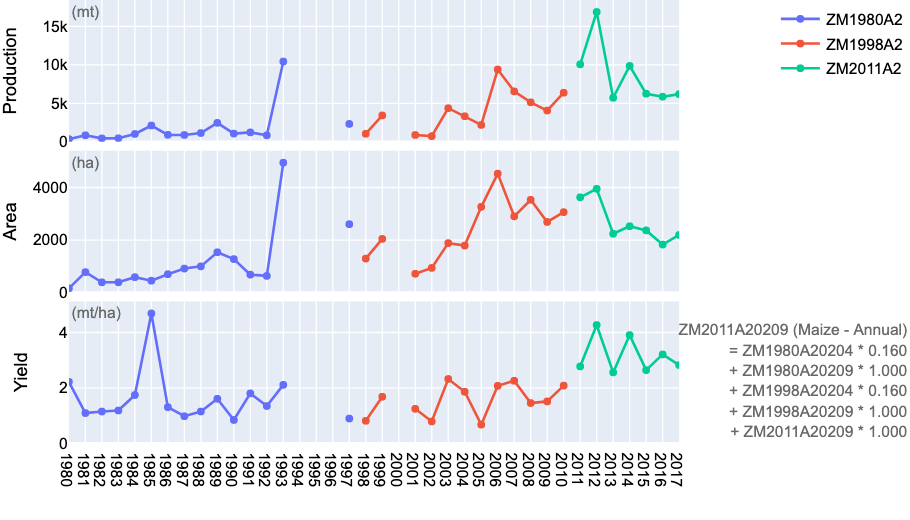 (mt)
Production
15k
10k
5k
0
ZM1980A2
ZM1998A2
ZM2011A2
(ha)
Area
4000
2000
0
(mt/ha)
Yield
4
2
0
ZM2011A20209 (Maize - Annual)
= ZM1980A20204 * 0.160
+ ZM1980A20209 * 1.000
+ ZM1998A20204 * 0.160
+ ZM1998A20209 * 1.000
+ ZM2011A20209 * 1.000
1980
1981
1982
1983
1984
1985
1986
1987
1988
1989
1990
1991
1992
1993
1994
1995
1996
1997
1998
1999
2000
2001
2002
2003
2004
2005
2006
2007
2008
2009
2010
2011
2012
2013
2014
2015
2016
2017